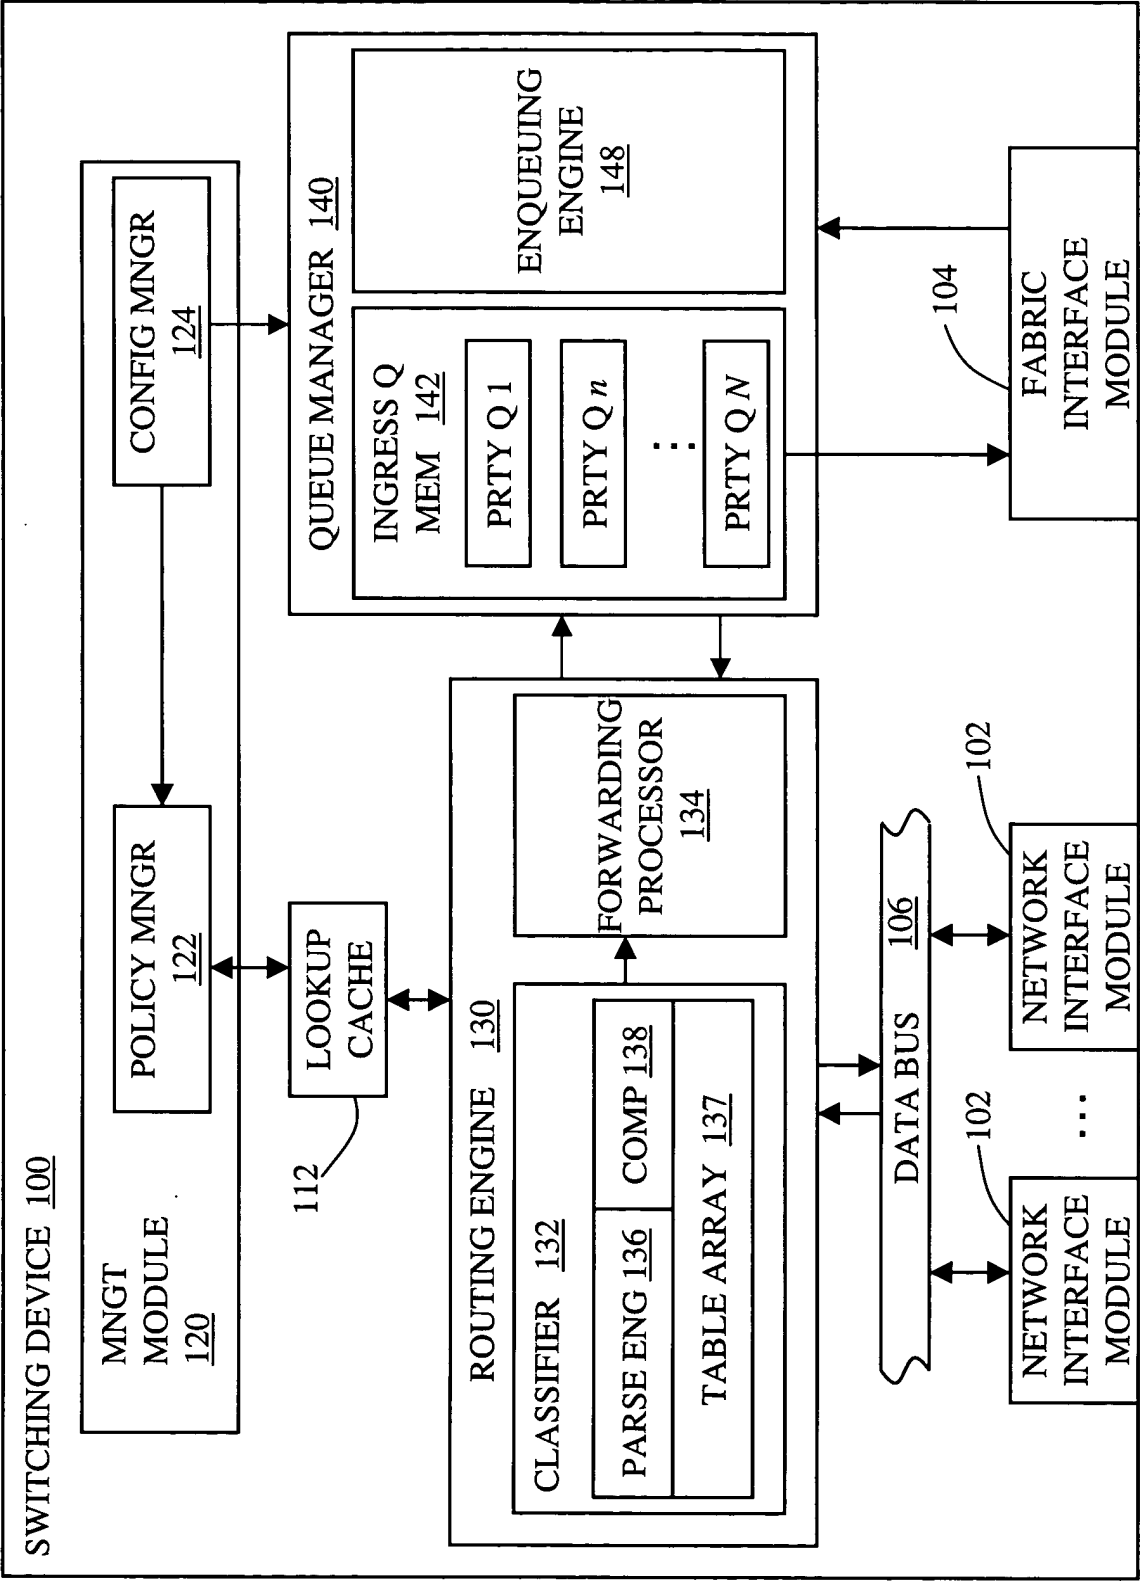 SWITCHING DEVICE 100
MNGT
MODULE
120
POLICY MNGR
122
CONFIG MNGR
124
LOOKUP
CACHE
112
ROUTING ENGINE 130
CLASSIFIER 132
PARSE ENG 136
COMP 138
TABLE ARRAY 137
FORWARDING
PROCESSOR
134
QUEUE MANAGER 140
INGRESS Q
MEM 142
PRTY Q 1
PRTY Q n
⋮
PRTY Q N
ENQUEUING
ENGINE
148
DATA BUS 106
102
NETWORK
INTERFACE
MODULE
...
102
NETWORK
INTERFACE
MODULE
104
FABRIC
INTERFACE
MODULE